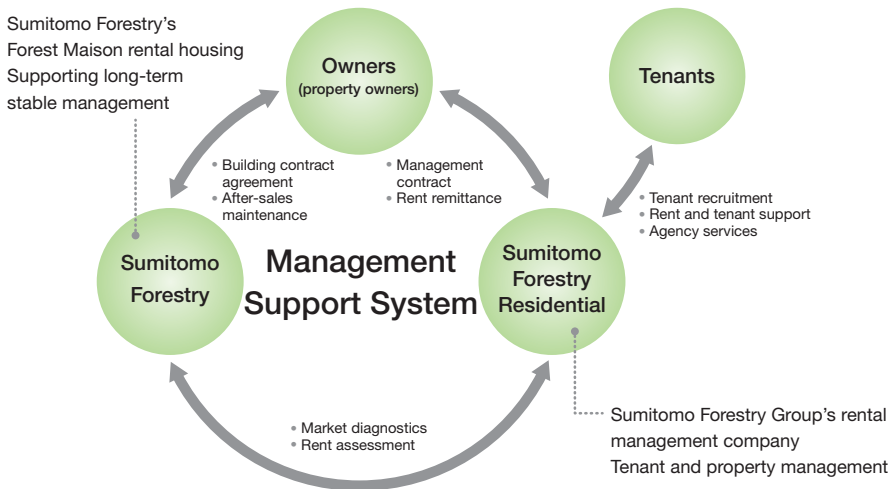 Sumitomo Forestry's
Forest Maison rental housing
Supporting long-term
stable management
Owners
(property owners)
Tenants
• Building contract
agreement
• After-sales
maintenance
• Management
contract
• Rent remittance
• Tenant recruitment
• Rent and tenant support
• Agency services
Sumitomo
Forestry
Management
Support System
Sumitomo
Forestry
Residential
• Market diagnostics
• Rent assessment
Sumitomo Forestry Group's rental
management company
Tenant and property management